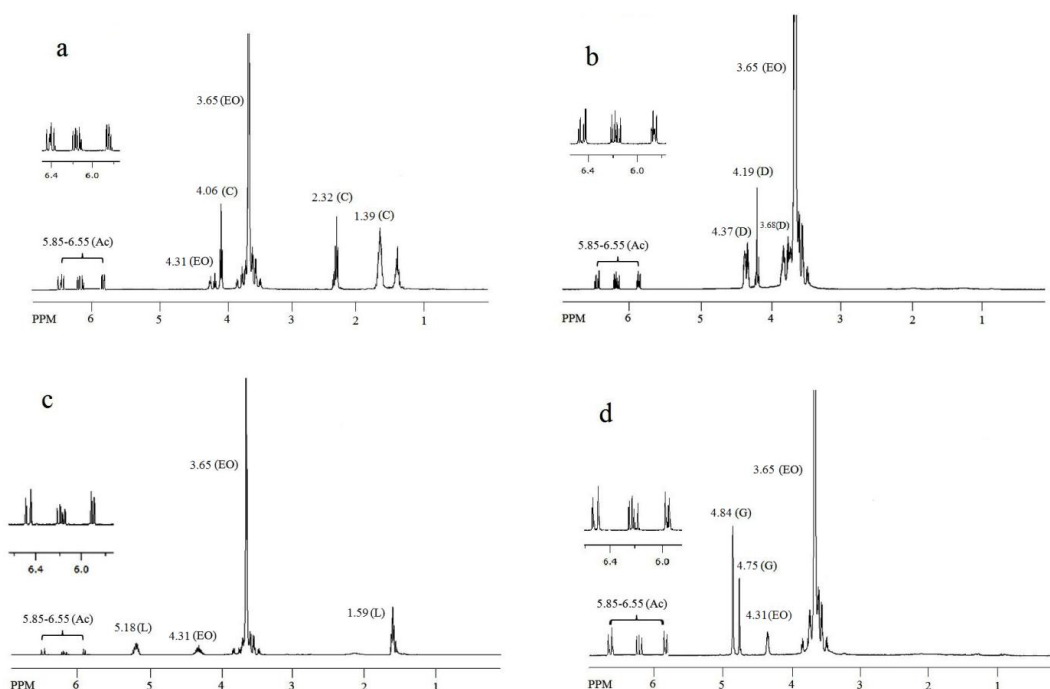 a
3.65 (EO)
6.4 6.0
4.06 (C)
2.32 (C)
1.39 (C)
5.85-6.55 (Ac)
4.31 (EO)
PPM 6 5 4 3 2 1
b
3.65 (EO)
6.4 6.0
4.19 (D)
4.37 (D)
3.68(D)
5.85-6.55 (Ac)
PPM 6 5 4 3 2 1
c
3.65 (EO)
6.4 6.0
5.85-6.55 (Ac)
5.18 (L)
4.31 (EO)
1.59 (L)
PPM 6 5 4 3 2 1
d
3.65 (EO)
6.4 6.0
4.84 (G)
4.75 (G)
5.85-6.55 (Ac)
4.31(EO)
PPM 6 5 4 3 2 1